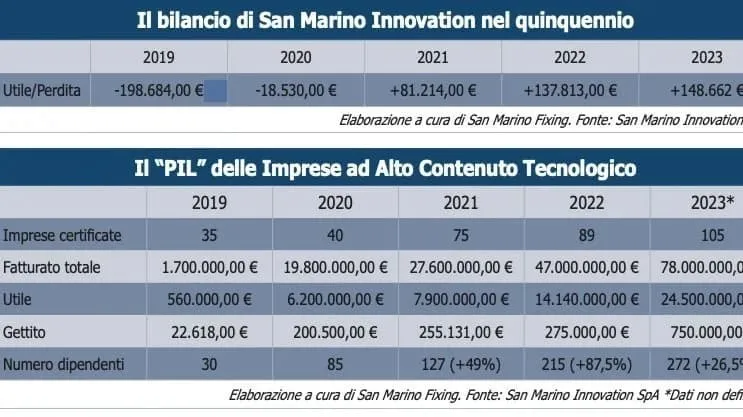 Il bilancio di San Marino Innovation nel quinquennio
2019 2020 2021 2022 2023
Utile/Perdita -198.684,00 € -18.530,00 € +81.214,00 € +137.813,00 € +148.662 €
Elaborazione a cura di San Marino Fixing. Fonte: San Marino Innovation
Il “PIL” delle Imprese ad Alto Contenuto Tecnologico
2019 2020 2021 2022 2023*
Imprese certificate 35 40 75 89 105
Fatturato totale 1.700.000,00 € 19.800.000,00 € 27.600.000,00 € 47.000.000,00 € 78.000.000,0
Utile 560.000,00 € 6.200.000,00 € 7.900.000,00 € 14.140.000,00 € 24.500.000,0
Gettito 22.618,00 € 200.500,00 € 255.131,00 € 275.000,00 € 750.000,00
Numero dipendenti 30 85 127 (+49%) 215 (+87,5%) 272 (+26,5%
Elaborazione a cura di San Marino Fixing. Fonte: San Marino Innovation SpA *Dati non defi